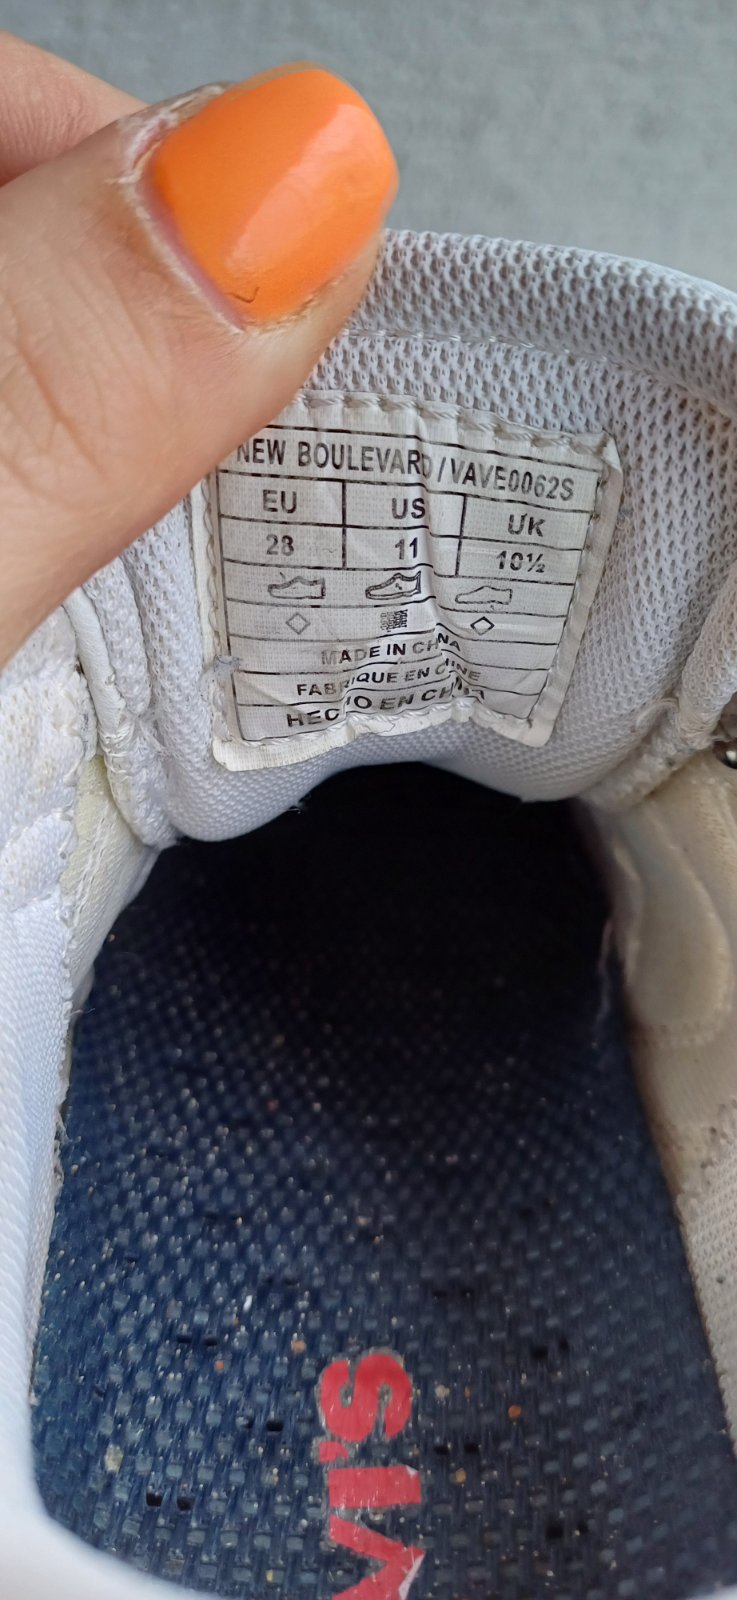 NEW BOULEVARD / VAVE0062S
EU US UK
28 11 10½
MADE IN CHINA
FABRIQUE EN CHINE
HECHO EN CHINA
VI'S